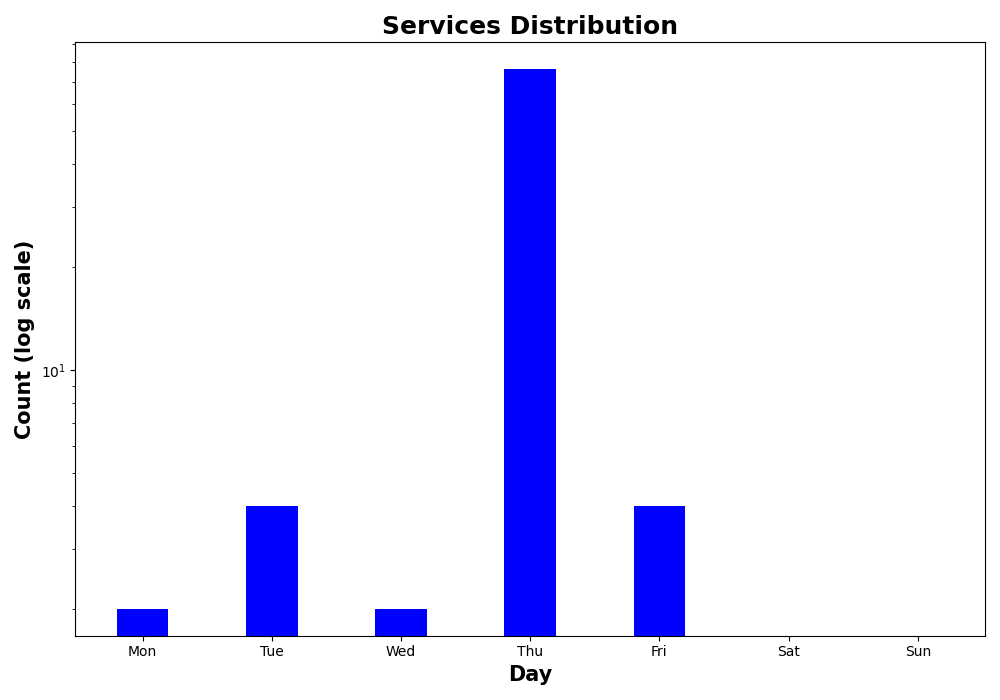 Services Distribution
Count (log scale)
10¹
Mon Tue Wed Thu Fri Sat Sun
Day